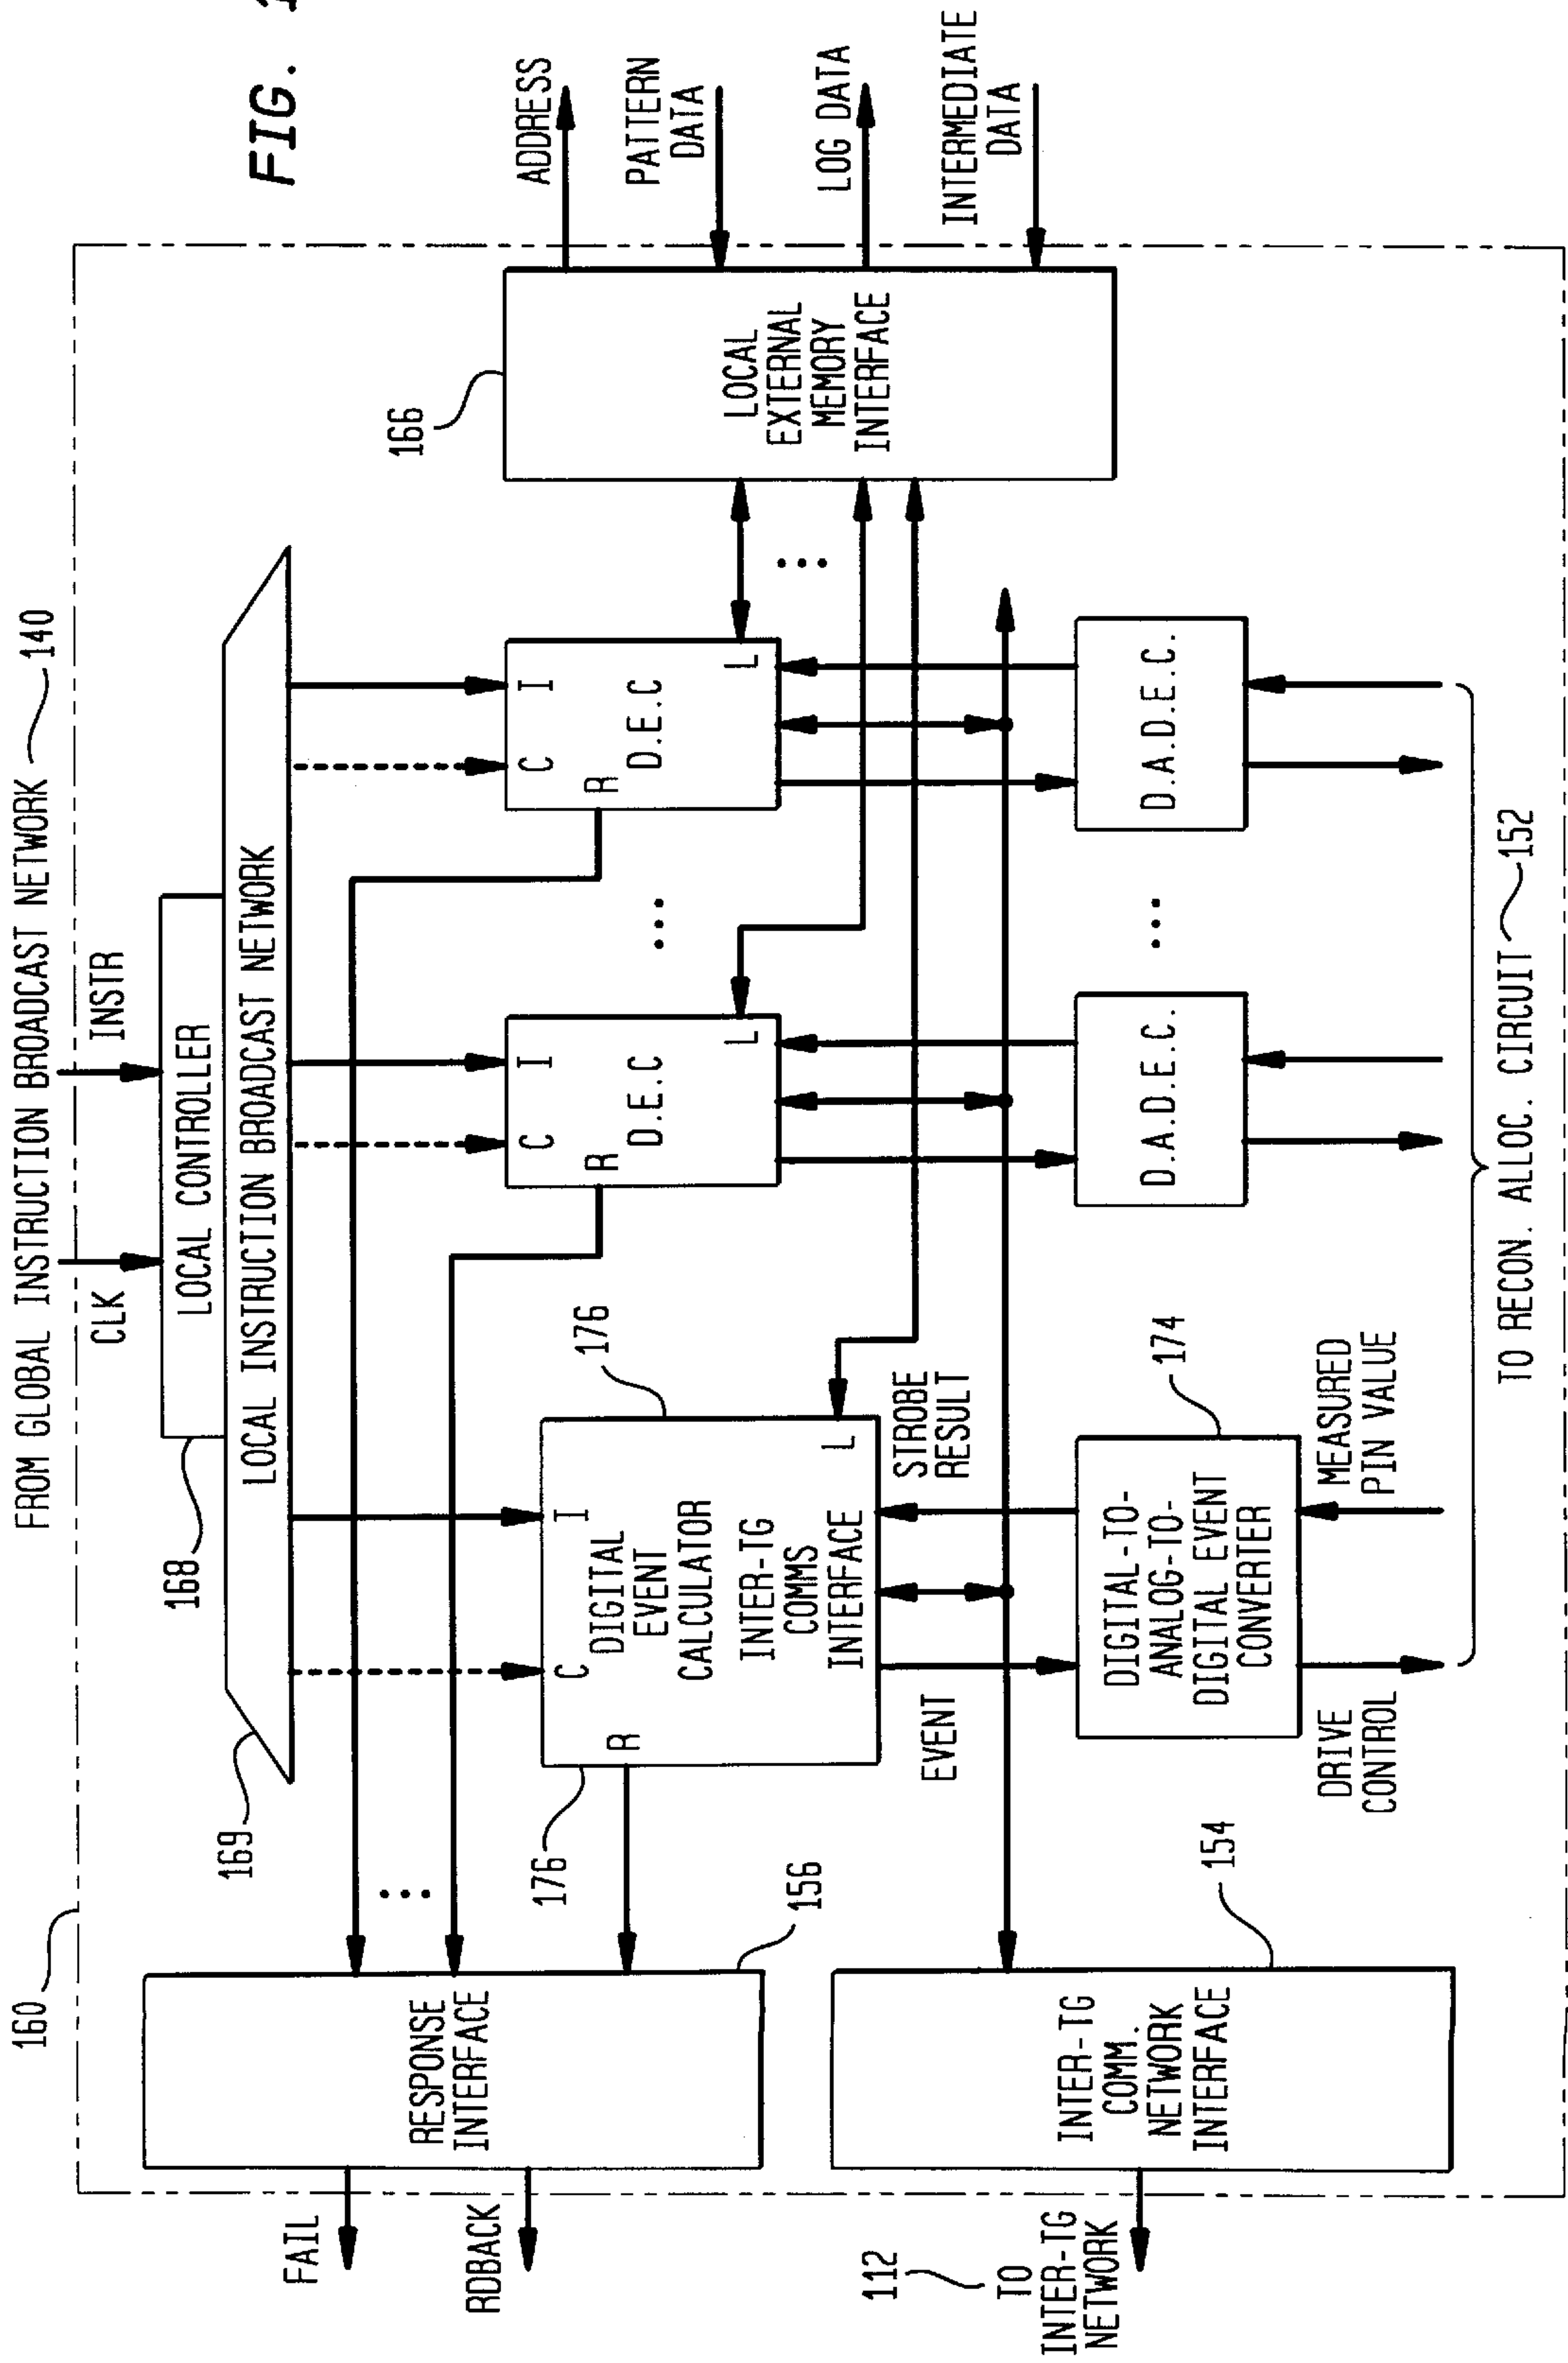 FIG.
FROM GLOBAL INSTRUCTION BROADCAST NETWORK 140
160
CLK
INSTR
168
LOCAL CONTROLLER
169
LOCAL INSTRUCTION BROADCAST NETWORK
FAIL
RDBACK
RESPONSE
INTERFACE
156
176
176
C
I
R
DIGITAL
EVENT
CALCULATOR
INTER-TG
COMMS
INTERFACE
L
C
I
R
D.E.C
L
...
C
I
R
D.E.C
L
...
...
166
LOCAL
EXTERNAL
MEMORY
INTERFACE
ADDRESS
PATTERN
DATA
LOG DATA
INTERMEDIATE
DATA
EVENT
STROBE
RESULT
112
TO
INTER-TG
NETWORK
INTER-TG
COMM.
NETWORK
INTERFACE
154
174
DIGITAL-TO-
ANALOG-TO-
DIGITAL EVENT
CONVERTER
D.A.D.E.C.
...
D.A.D.E.C.
DRIVE
CONTROL
MEASURED
PIN VALUE
TO RECON. ALLOC. CIRCUIT 152